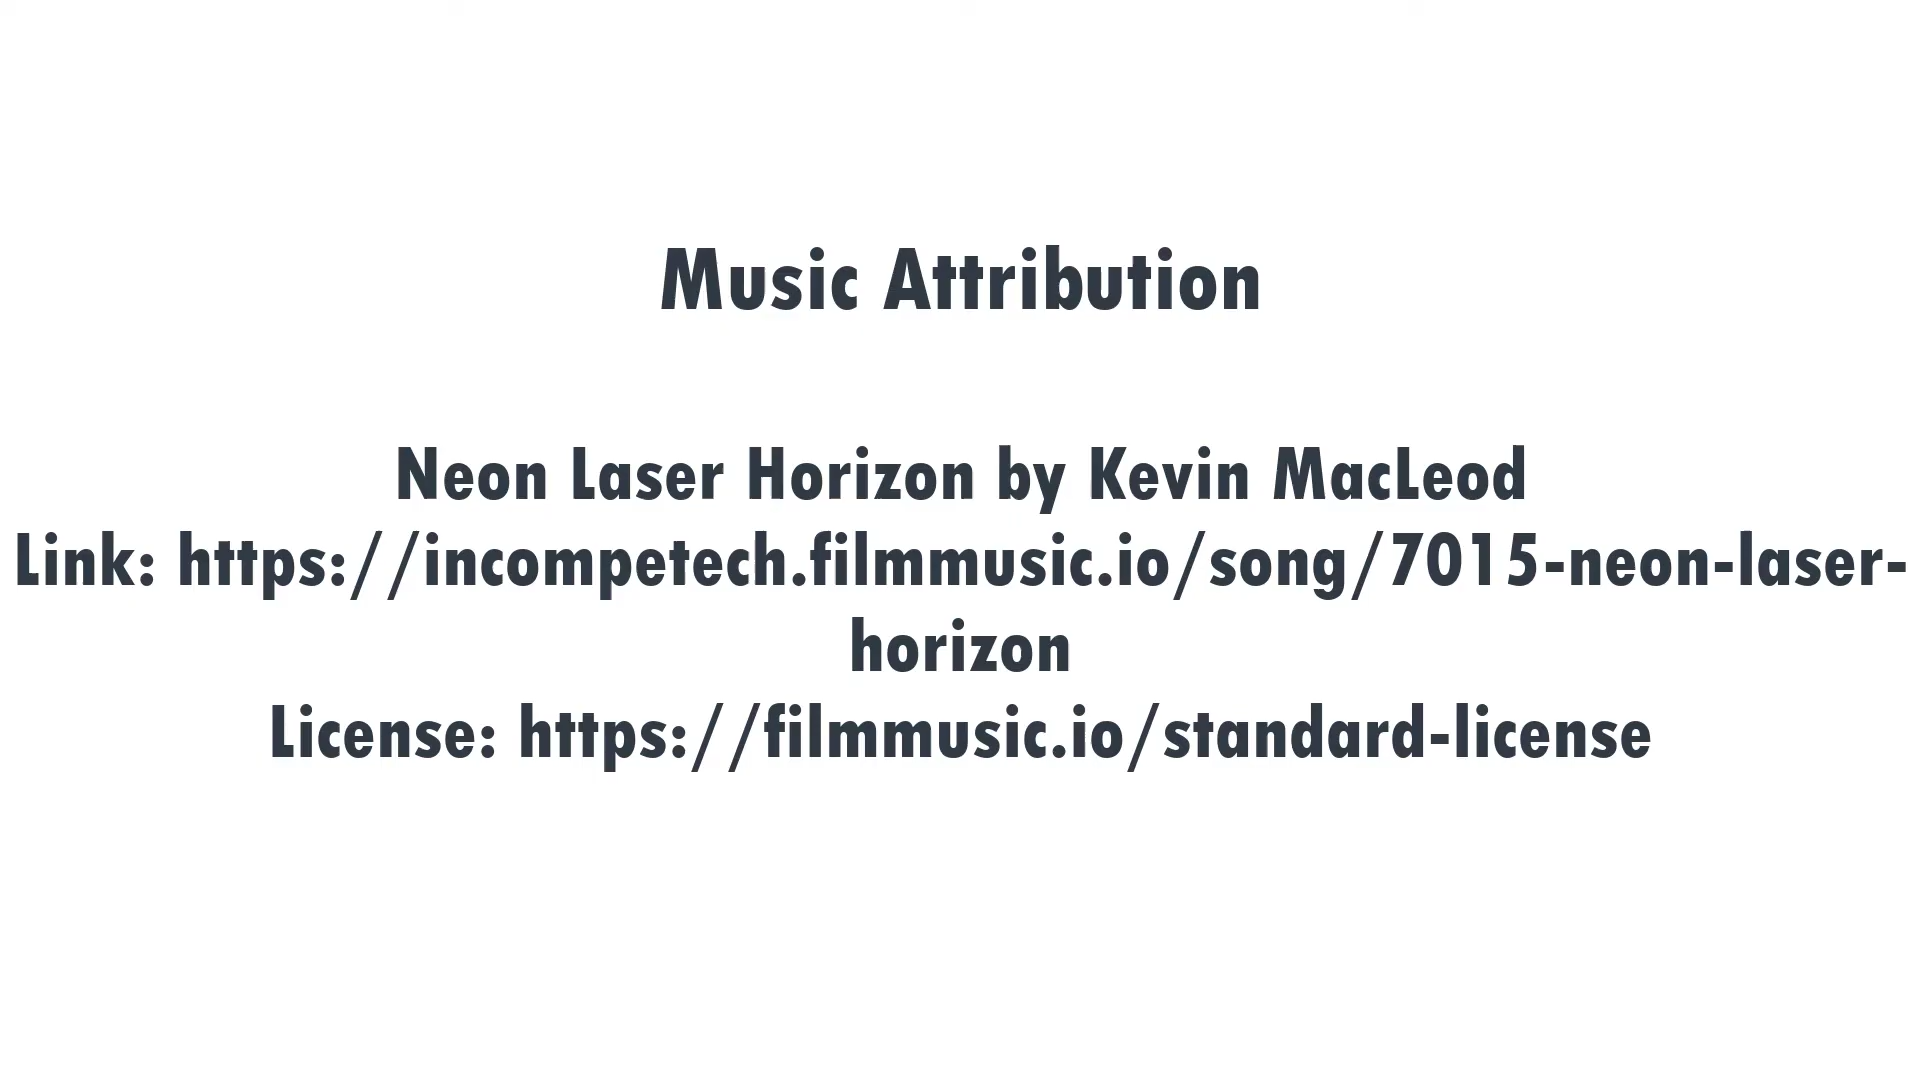 Music Attribution
Neon Laser Horizon by Kevin MacLeod
Link: https://incompetech.filmmusic.io/song/7015-neon-laser-
horizon
License: https://filmmusic.io/standard-license